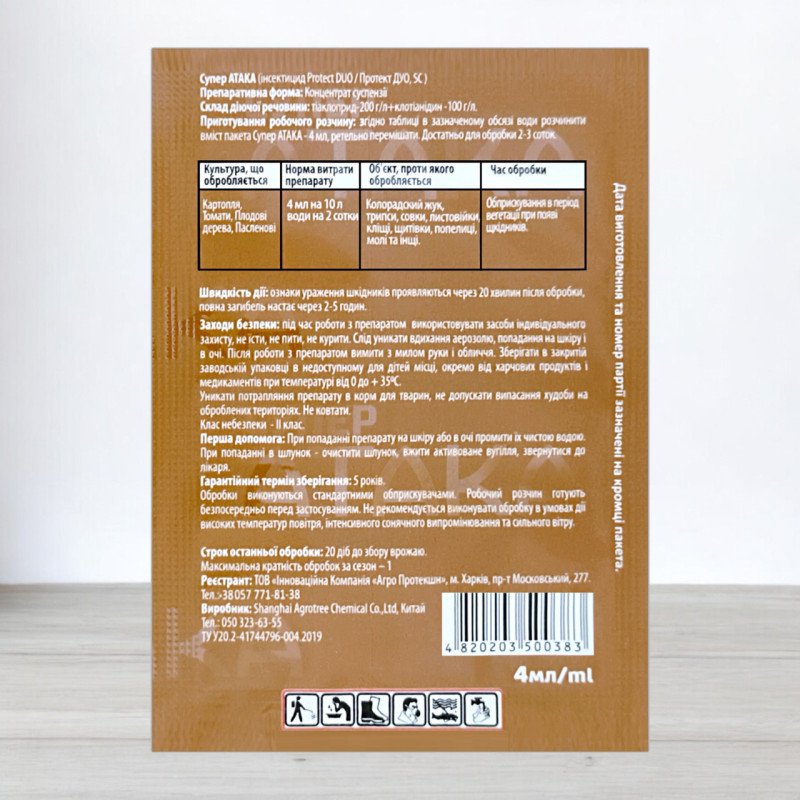 Супер АТАКА (інсектицид Protect DUO / Протект ДУО, SC )
Препаративна форма: Концентрат суспензії
Склад діючої речовини: тіаклоприд-200 г/л+клотіанідин -100 г/л.
Приготування робочого розчину: згідно таблиці в зазначеному обсязі води розчинити
вміст пакета Супер АТАКА - 4 мл, ретельно перемішати. Достатньо для обробки 2-3 соток.
Культура, що обробляється
Норма витрати препарату
Об'єкт, проти якого обробляється
Час обробки
Картопля,
Томати, Плодові
дерева, Пасленові
4 мл на 10 л
води на 2 сотки
Колорадский жук,
трипси, совки, листовійки,
кліщі, щитівки, попелиці,
молі та інщі.
Обприскування в період
вегетації при появі
щкідників.
Швидкість дії: ознаки ураження шкідників проявляються через 20 хвилин після обробки,
повна загибель настає через 2-5 годин.
Заходи безпеки: під час роботи з препаратом використовувати засоби індивідуального
захисту, не їсти, не пити, не курити. Слід уникати вдихання аерозолю, попадання на шкіру і
в очі. Після роботи з препаратом вимити з милом руки і обличчя. Зберігати в закритій
заводській упаковці в недоступному для дітей місці, окремо від харчових продуктів і
медикаментів при температурі від 0 до + 35ºС.
Уникати потрапляння препарату в корм для тварин, не допускати випасання худоби на
оброблених територіях. Не ковтати.
Клас небезпеки - II клас.
Перша допомога: При попаданні препарату на шкіру або в очі промити їх чистою водою.
При попаданні в шлунок - очистити шлунок, вжити активоване вугілля, звернутися до
лікаря.
Гарантійний термін зберігання: 5 років.
Обробки виконуються стандартними обприскувачами. Робочий розчин готують
безпосередньо перед застосуванням. Не рекомендується виконувати обробку в умовах дії
високих температур повітря, інтенсивного сонячного випромінювання та сильного вітру.
Строк останньої обробки: 20 діб до збору врожаю.
Максимальна кратність обробок за сезон – 1
Реєстрант: ТОВ «Інноваційна Компанія «Агро Протекшн», м. Харків, пр-т Московський, 277.
Тел.:+38 057 771-81-38
Виробник: Shanghai Agrotree Chemical Co.,Ltd, Китай
Тел.: 050 323-63-55
ТУ У20.2-41744796-004.2019
4 820203 500383
4мл/ml
Дата виготовлення та номер партії зазначені на кромці пакета.